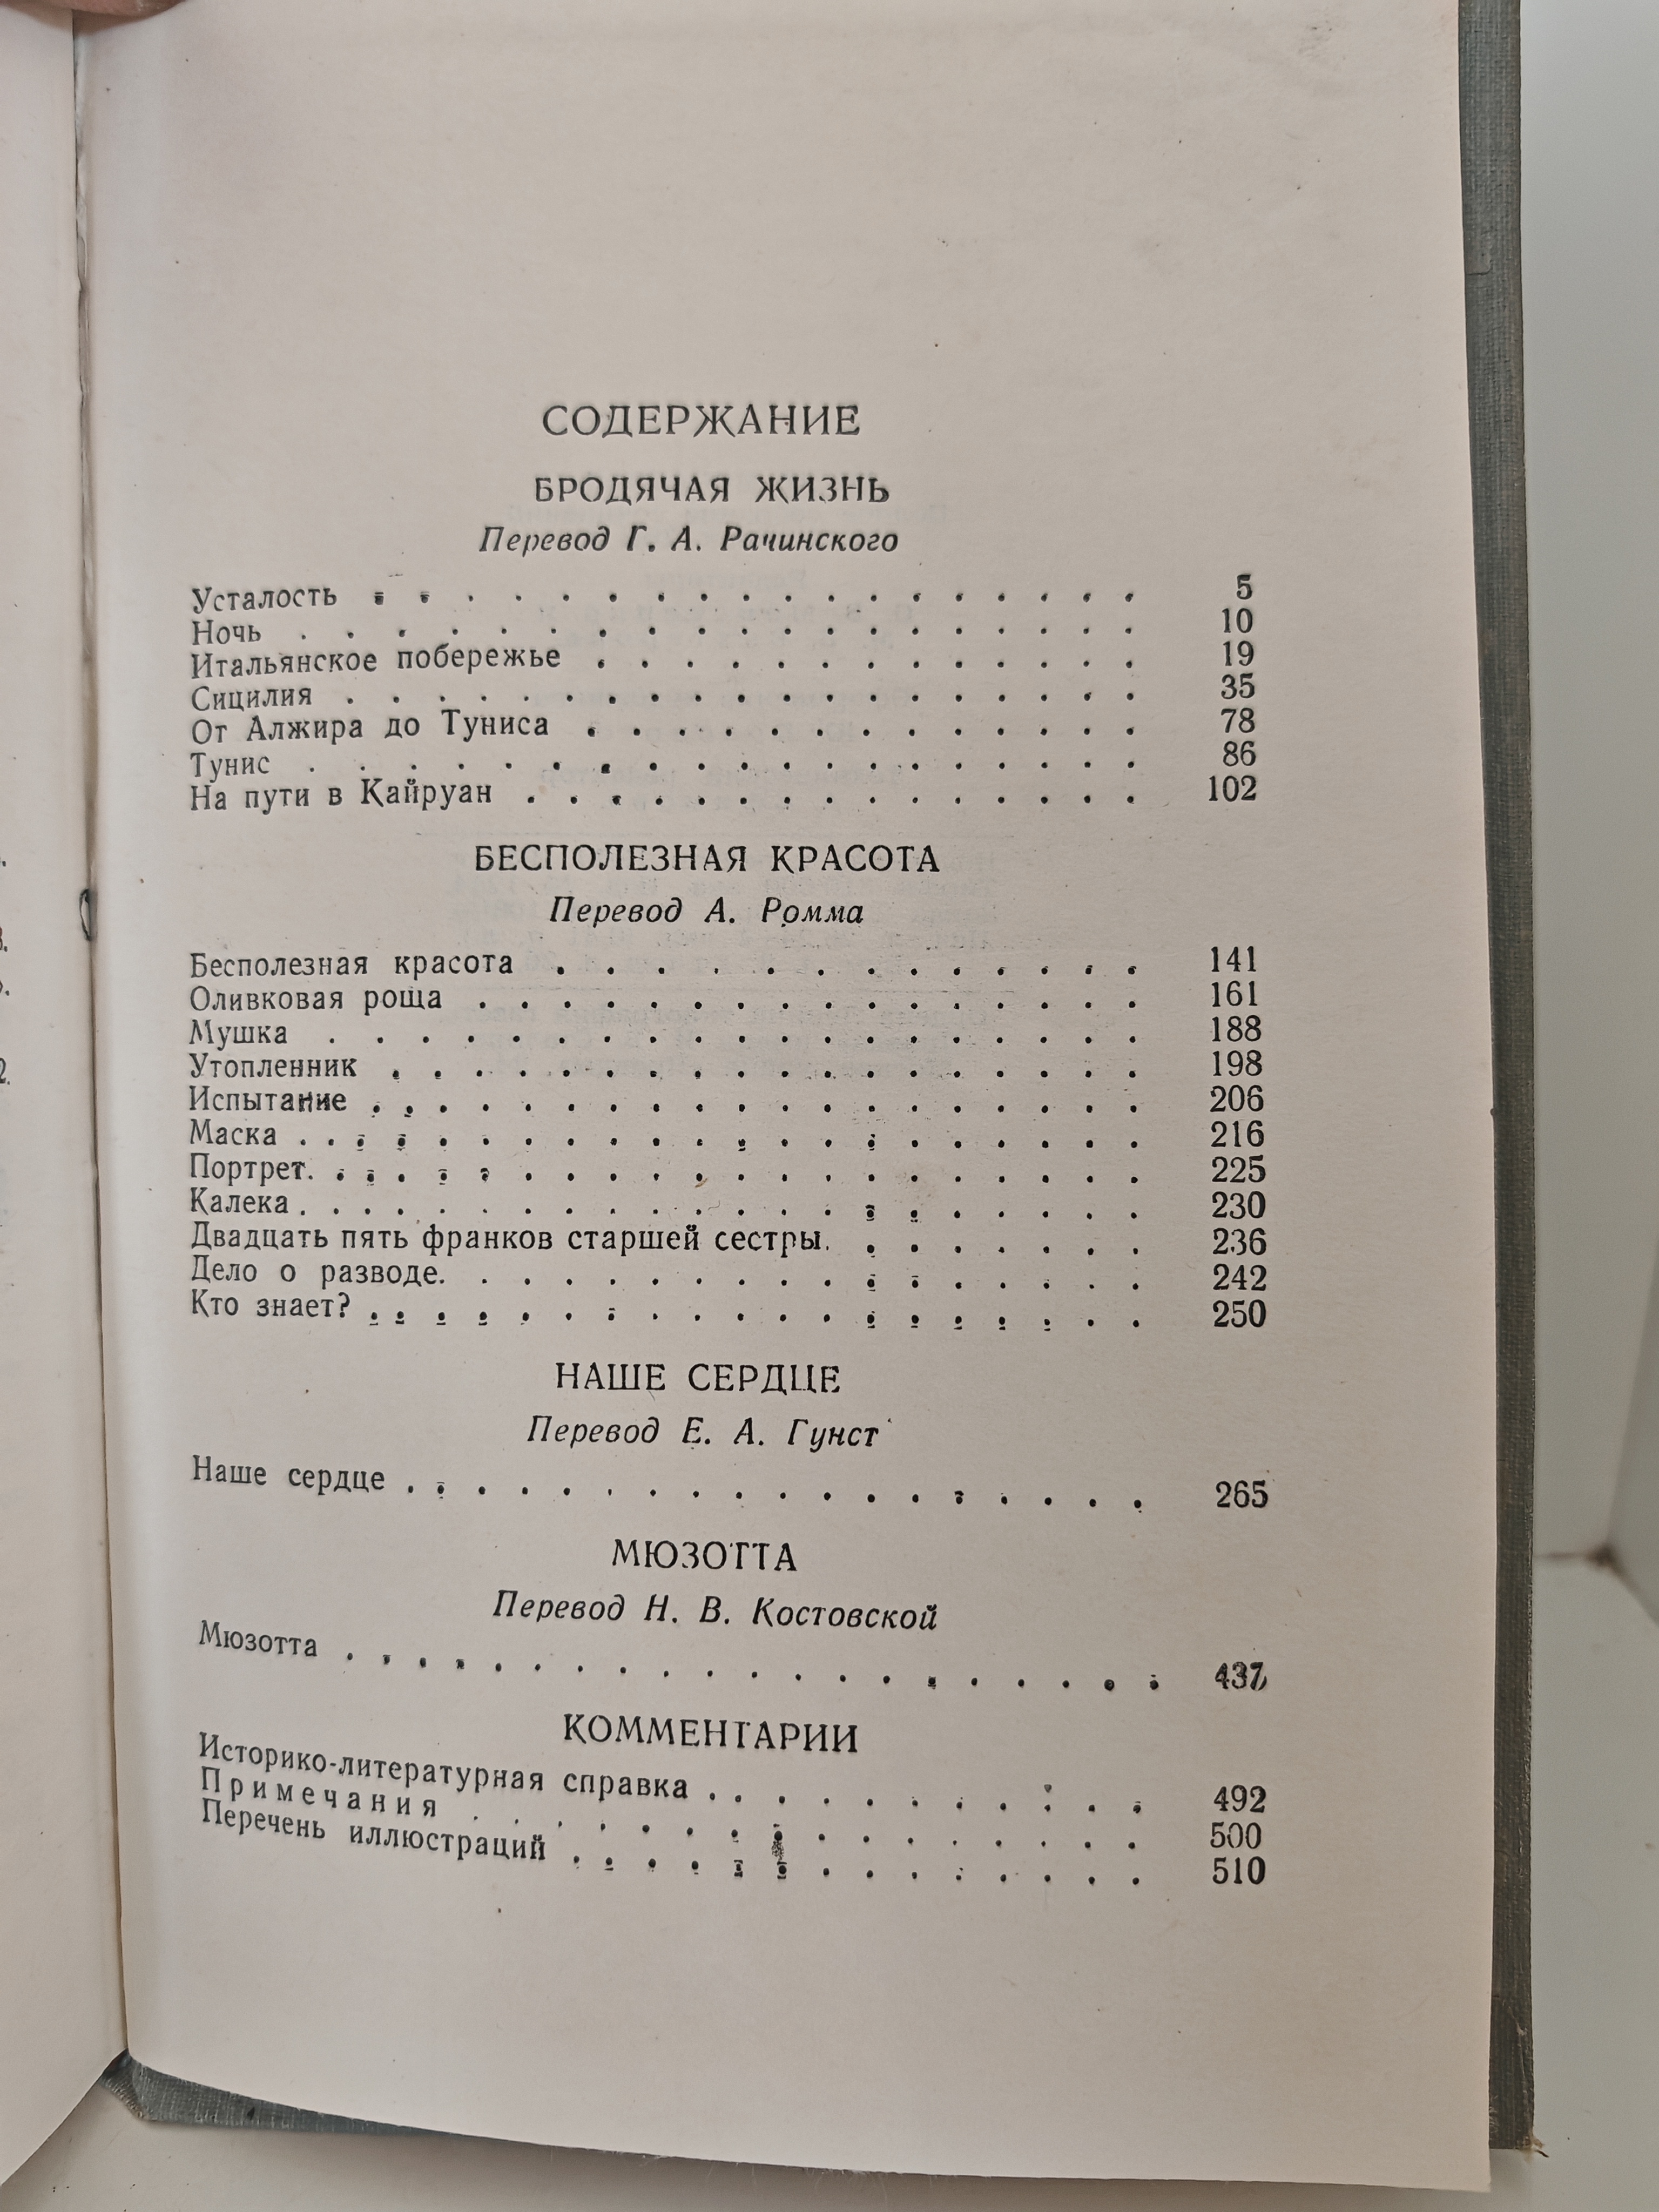 СОДЕРЖАНИЕ
БРОДЯЧАЯ ЖИЗНЬ
Перевод Г. А. Рачинского
Усталость . . . . . . . . . . . . . . . . . 5
Ночь . . . . . . . . . . . . . . . . . . 10
Итальянское побережье . . . . . . . . . . . . . 19
Сицилия . . . . . . . . . . . . . . . . . . 35
От Алжира до Туниса . . . . . . . . . . . . . 78
Тунис . . . . . . . . . . . . . . . . . . 86
На пути в Кайруан . . . . . . . . . . . . . . . 102
БЕСПОЛЕЗНАЯ КРАСОТА
Перевод А. Ромма
Бесполезная красота . . . . . . . . . . . . . 141
Оливковая роща . . . . . . . . . . . . . . . . 161
Мушка . . . . . . . . . . . . . . . . . . . 188
Утопленник . . . . . . . . . . . . . . . . . . 198
Испытание . . . . . . . . . . . . . . . . . . 206
Маска . . . . . . . . . . . . . . . . . . . . 216
Портрет. . . . . . . . . . . . . . . . . . . . 225
Калека . . . . . . . . . . . . . . . . . . . . 230
Двадцать пять франков старшей сестры. . . . . . . . 236
Дело о разводе. . . . . . . . . . . . . . . . . 242
Кто знает? . . . . . . . . . . . . . . . . . . . 250
НАШЕ СЕРДЦЕ
Перевод Е. А. Гунст
Наше сердце . . . . . . . . . . . . . . . . . . 265
МЮЗОТТА
Перевод Н. В. Костовской
Мюзотта . . . . . . . . . . . . . . . . . . . . 437
КОММЕНТАРИИ
Историко-литературная справка . . . . . . . . . . . 492
Примечания . . . . . . . . . . . . . . . . 500
Перечень иллюстраций . . . . . . . . . . . . . . 510